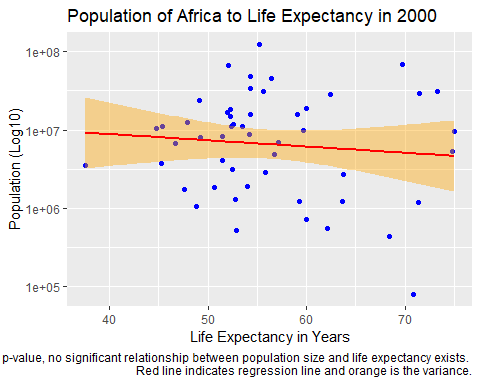 Population of Africa to Life Expectancy in 2000
Population (Log10)
1e+08
1e+07
1e+06
1e+05
40 50 60 70
Life Expectancy in Years
p-value, no significant relationship between population size and life expectancy exists.
Red line indicates regression line and orange is the variance.